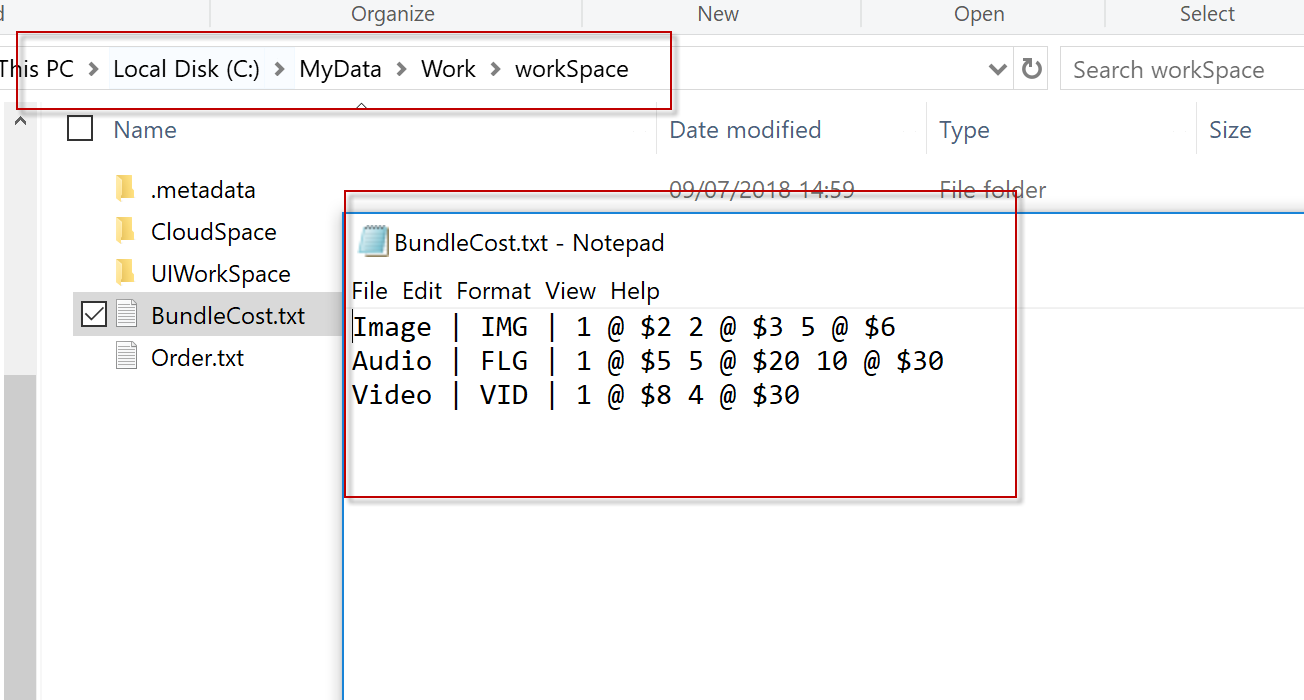 Organize New Open Select
This PC > Local Disk (C:) > MyData > Work > workSpace
Search workSpace
Name Date modified Type Size
.metadata 09/07/2018 14:59 File folder
CloudSpace
UIWorkSpace
BundleCost.txt
Order.txt
BundleCost.txt - Notepad
File Edit Format View Help
Image | IMG | 1 @ $2 2 @ $3 5 @ $6
Audio | FLG | 1 @ $5 5 @ $20 10 @ $30
Video | VID | 1 @ $8 4 @ $30